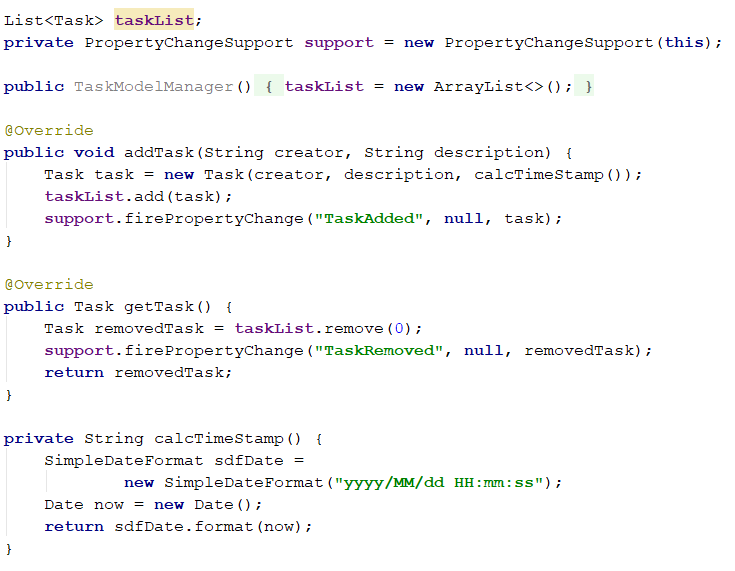 List<Task> taskList;
private PropertyChangeSupport support = new PropertyChangeSupport(this);
public TaskModelManager() { taskList = new ArrayList<>(); }
@Override
public void addTask(String creator, String description) {
Task task = new Task(creator, description, calcTimeStamp());
taskList.add(task);
support.firePropertyChange("TaskAdded", null, task);
}
@Override
public Task getTask() {
Task removedTask = taskList.remove(0);
support.firePropertyChange("TaskRemoved", null, removedTask);
return removedTask;
}
private String calcTimeStamp() {
SimpleDateFormat sdfDate =
new SimpleDateFormat("yyyy/MM/dd HH:mm:ss");
Date now = new Date();
return sdfDate.format(now);
}